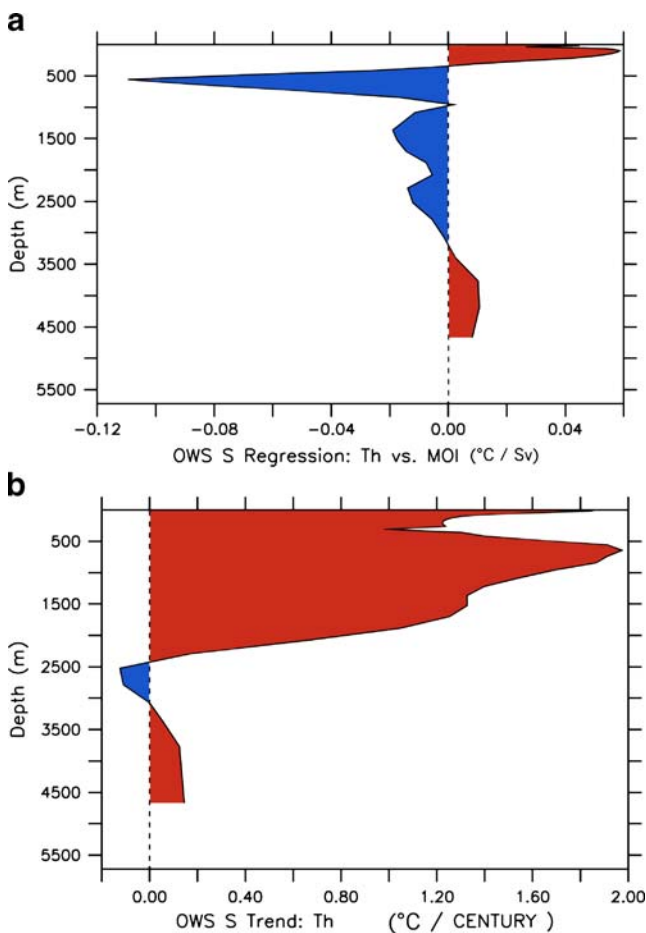 a
500
1500
2500
3500
4500
5500
Depth (m)
−0.12 −0.08 −0.04 0.00 0.04
OWS S Regression: Th vs. MOI (°C / Sv)
b
500
1500
2500
3500
4500
5500
Depth (m)
0.00 0.40 0.80 1.20 1.60 2.00
OWS S Trend: Th (°C / CENTURY )